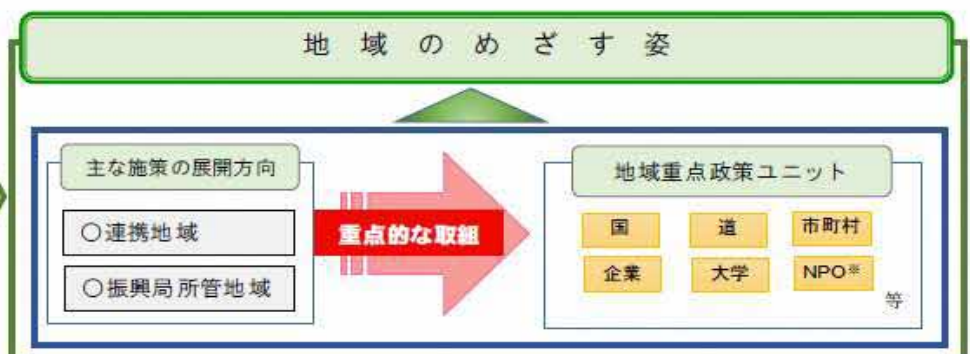 地域のめざす姿
主な施策の展開方向
〇連携地域
〇振興局所管地域
重点的な取組
地域重点政策ユニット
国 道 市町村
企業 大学 NPO※
等